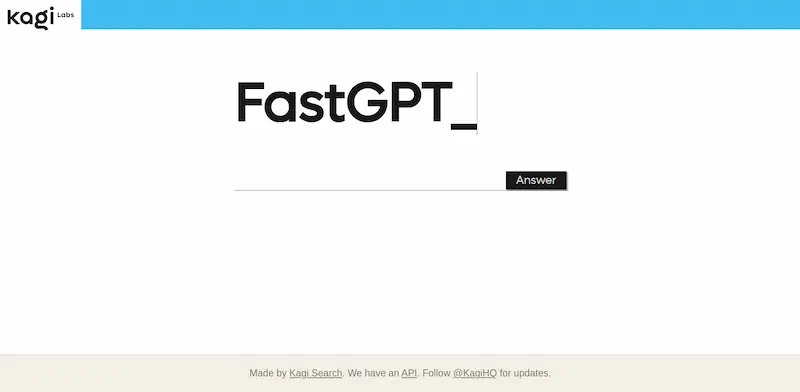 kagi Labs
FastGPT_
Answer
Made by Kagi Search. We have an API. Follow @KagiHQ for updates.